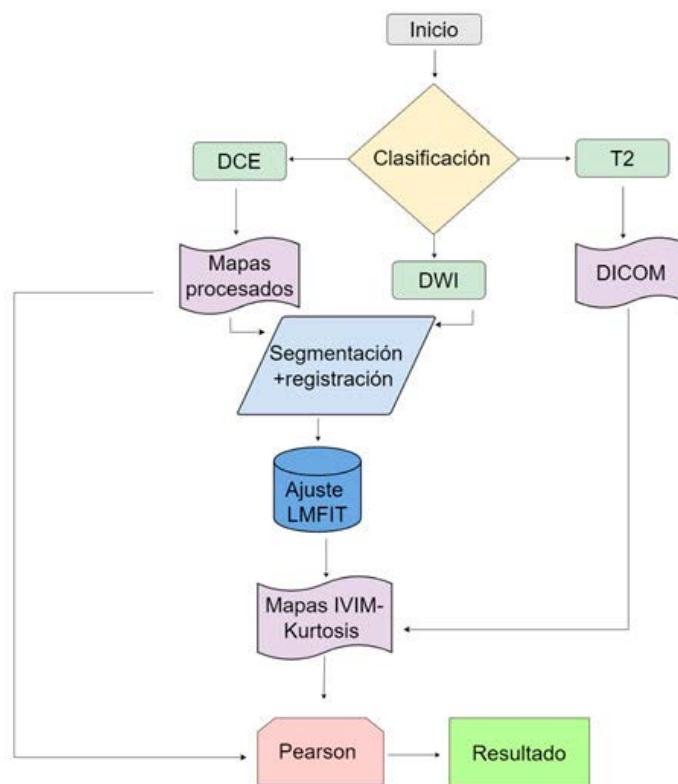 Inicio
Clasificación
DCE
T2
Mapas
procesados
DWI
DICOM
Segmentación
+registración
Ajuste
LMFIT
Mapas IVIM-
Kurtosis
Pearson
Resultado